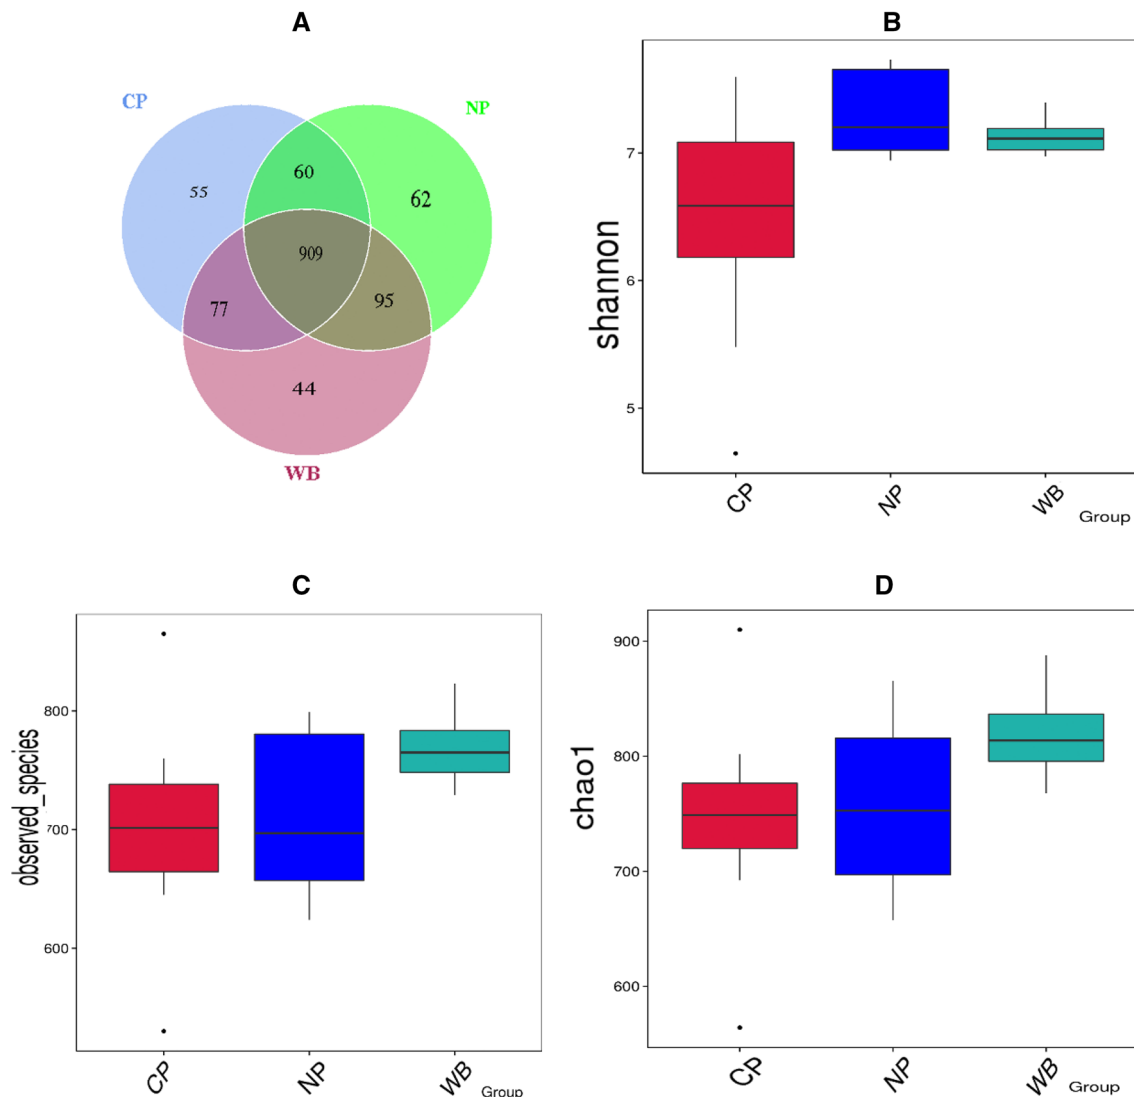 A
CP
NP
55
60
62
909
77
95
44
WB
B
shannon
7
6
5
CP
NP
WB
Group
C
observed_species
800
700
600
CP
NP
WB
Group
D
chao1
900
800
700
600
CP
NP
WB
Group